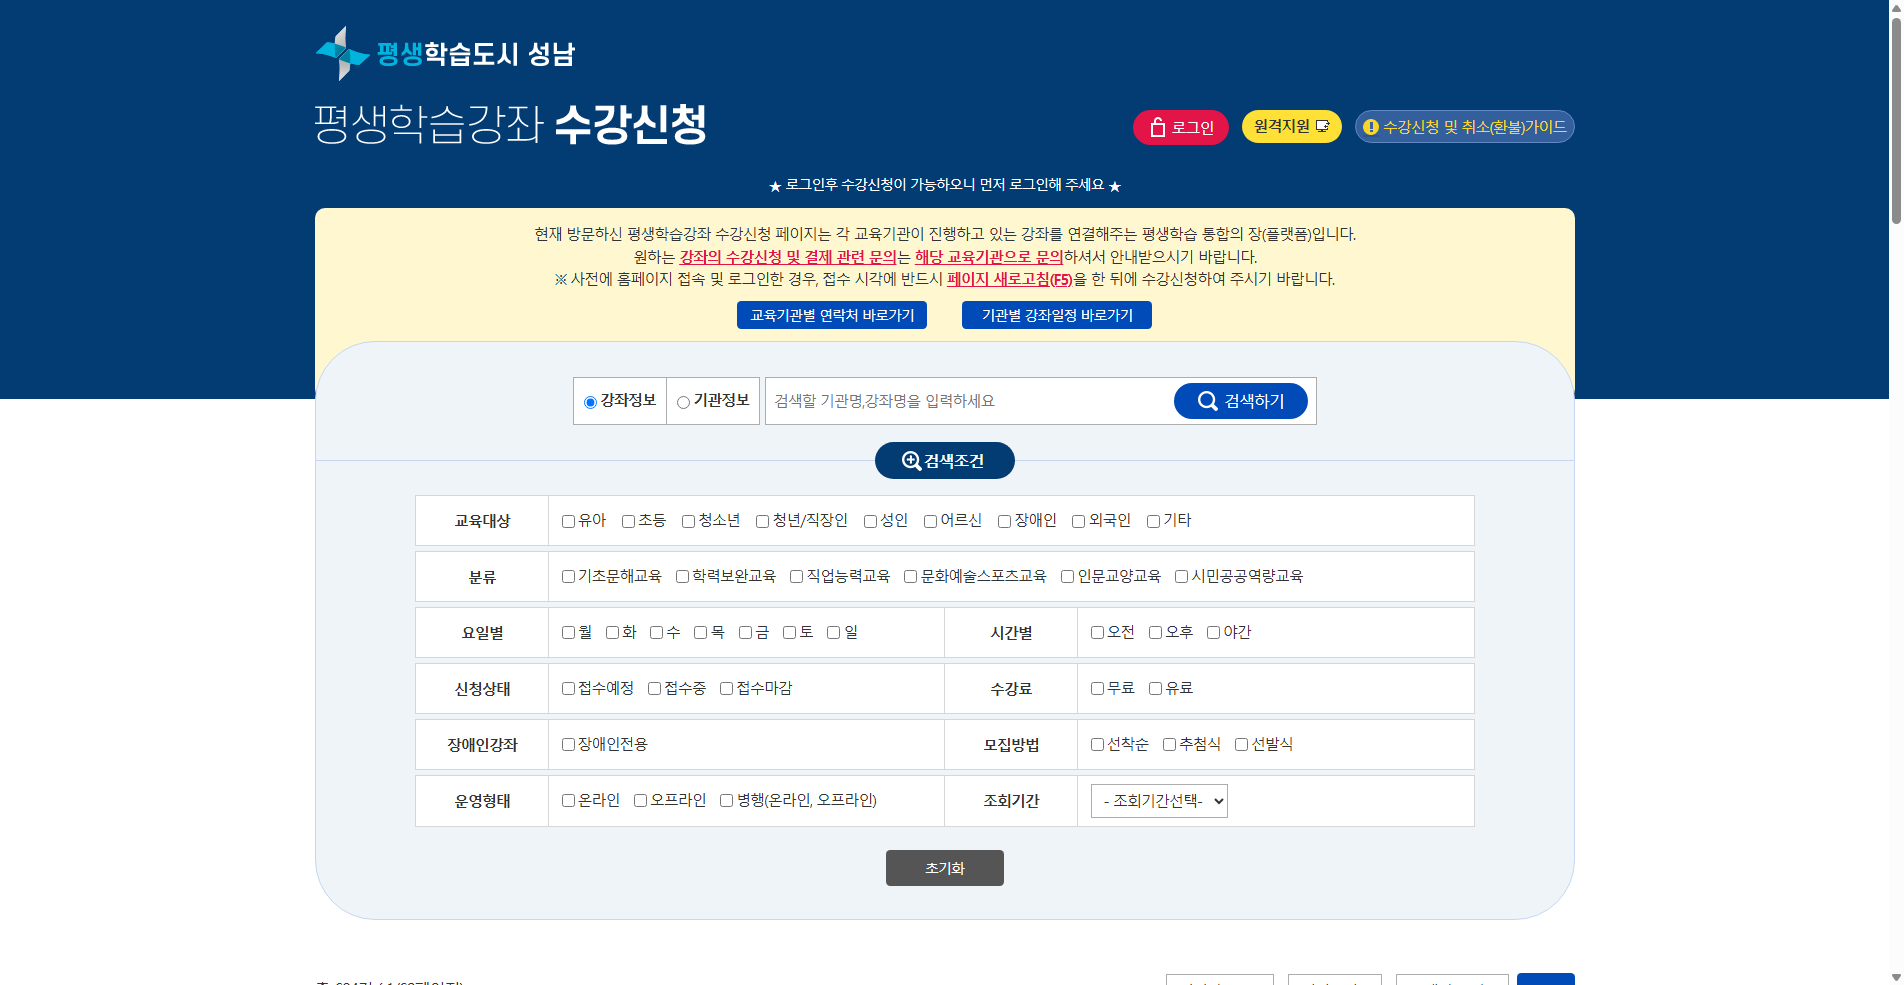 평생학습도시 성남
평생학습강좌 수강신청
로그인
원격지원
수강신청 및 취소(환불)가이드
★ 로그인후 수강신청이 가능하오니 먼저 로그인해 주세요 ★
현재 방문하신 평생학습강좌 수강신청 페이지는 각 교육기관이 진행하고 있는 강좌를 연결해주는 평생학습 통합의 장(플랫폼)입니다.
원하는 강좌의 수강신청 및 결제 관련 문의는 해당 교육기관으로 문의하셔서 안내받으시기 바랍니다.
※ 사전에 홈페이지 접속 및 로그인한 경우, 접수 시각에 반드시 페이지 새로고침(F5)을 한 뒤에 수강신청하여 주시기 바랍니다.
교육기관별 연락처 바로가기 기관별 강좌일정 바로가기
강좌정보 기관정보 검색할 기관명,강좌명을 입력하세요 검색하기
검색조건
교육대상 유아 초등 청소년 청년/직장인 성인 어르신 장애인 외국인 기타
분류 기초문해교육 학력보완교육 직업능력교육 문화예술스포츠교육 인문교양교육 시민공공역량교육
요일별 월 화 수 목 금 토 일 시간별 오전 오후 야간
신청상태 접수예정 접수중 접수마감 수강료 무료 유료
장애인강좌 장애인전용 모집방법 선착순 추첨식 선발식
운영형태 온라인 오프라인 병행(온라인, 오프라인) 조회기간 - 조회기간선택-
초기화